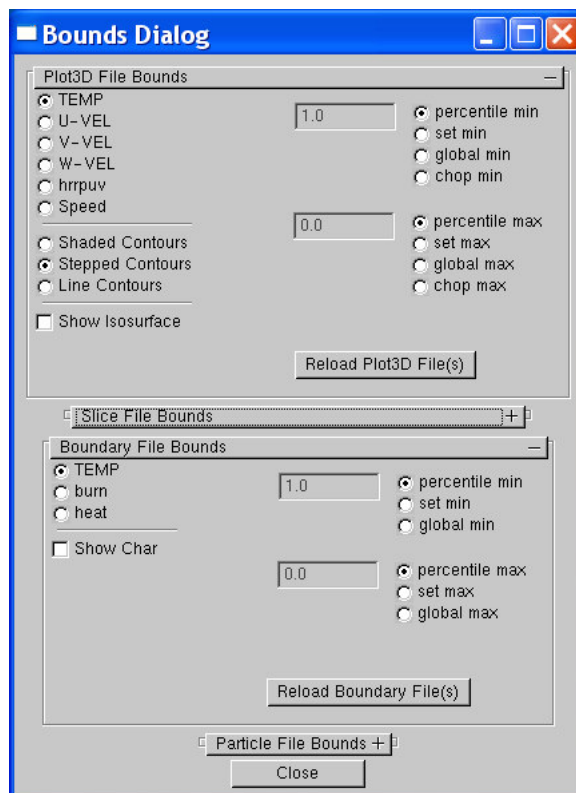 Bounds Dialog
Plot3D File Bounds
TEMP
U-VEL
V-VEL
W-VEL
hrrpuv
Speed
Shaded Contours
Stepped Contours
Line Contours
Show Isosurface
1.0
percentile min
set min
global min
chop min
0.0
percentile max
set max
global max
chop max
Reload Plot3D File(s)
Slice File Bounds
Boundary File Bounds
TEMP
burn
heat
Show Char
1.0
percentile min
set min
global min
0.0
percentile max
set max
global max
Reload Boundary File(s)
Particle File Bounds
Close